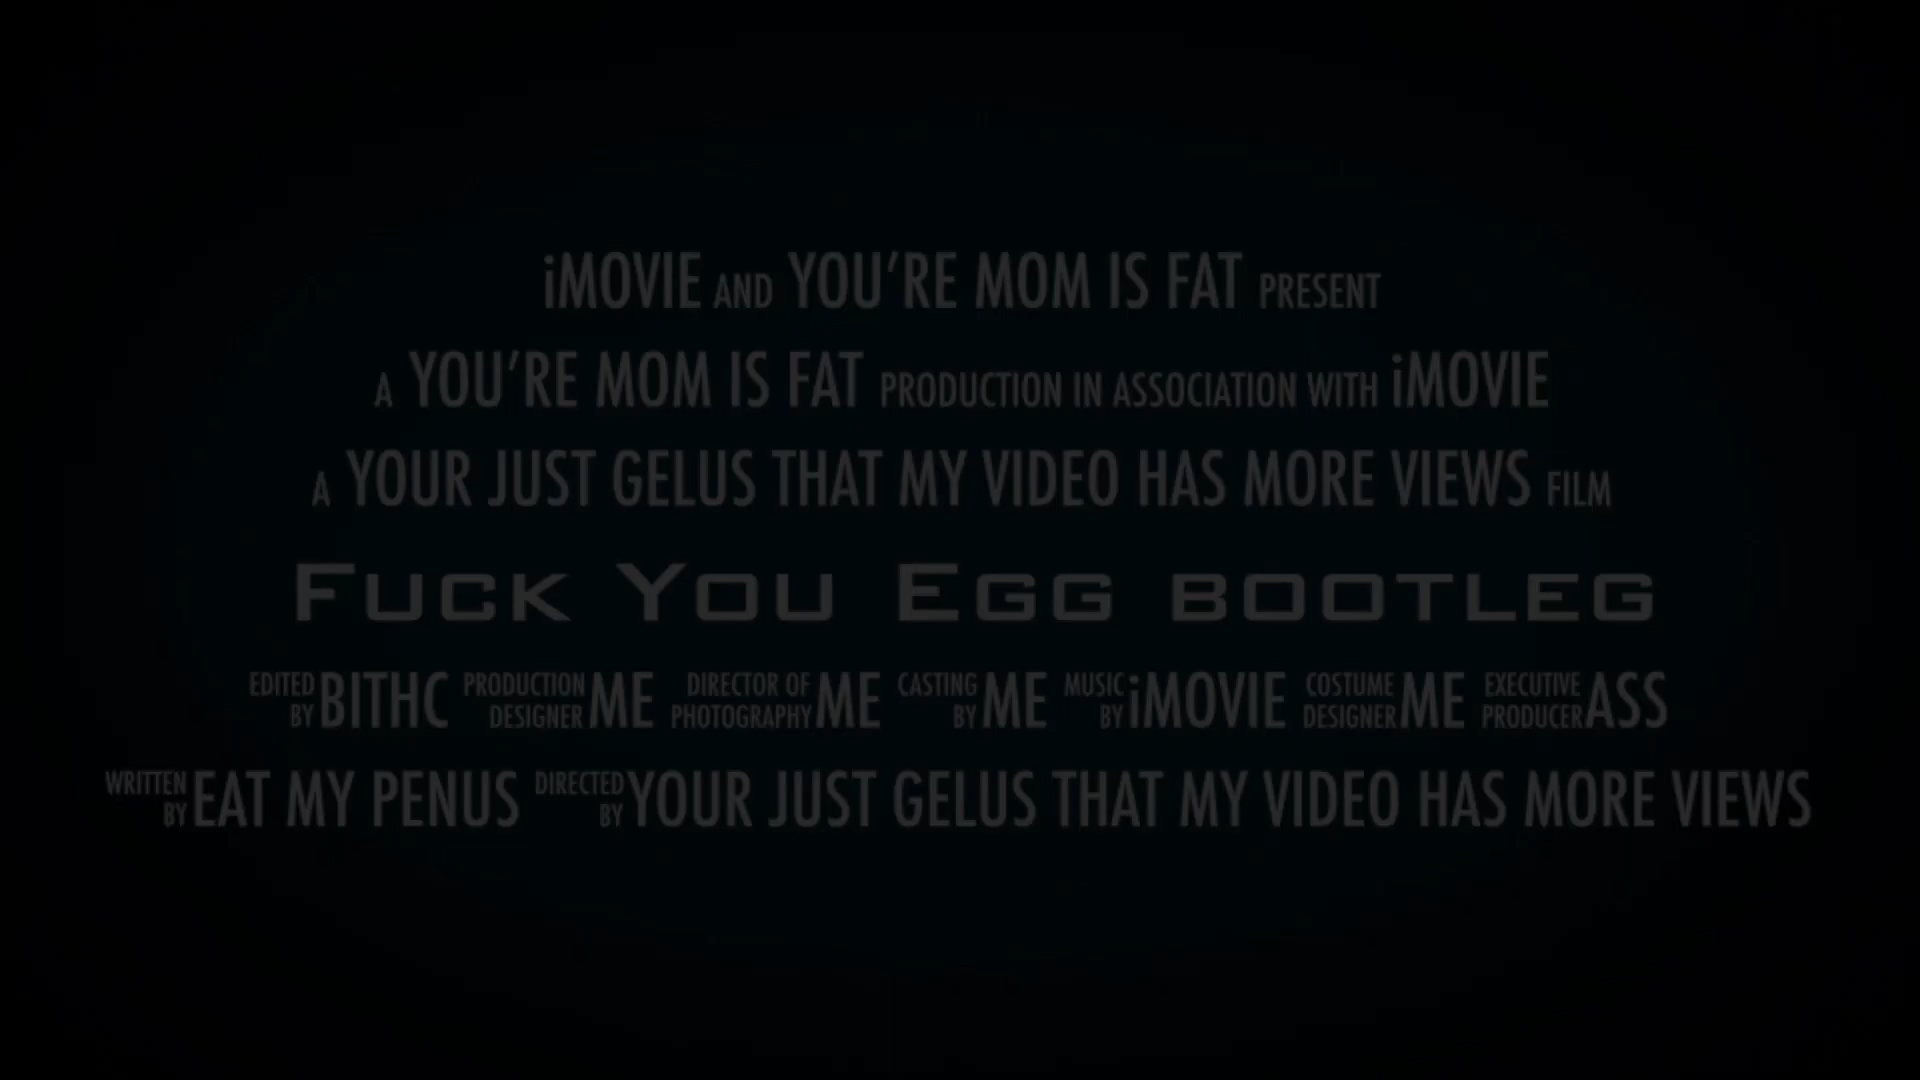 iMOVIE AND YOU'RE MOM IS FAT PRESENT
A YOU'RE MOM IS FAT PRODUCTION IN ASSOCIATION WITH iMOVIE
A YOUR JUST GELUS THAT MY VIDEO HAS MORE VIEWS FILM
FUCK YOU EGG BOOTLEG
EDITED BY BITHC PRODUCTION DESIGNER ME DIRECTOR OF PHOTOGRAPHY ME CASTING BY ME MUSIC BY iMOVIE COSTUME DESIGNER ME EXECUTIVE PRODUCER ASS
WRITTEN BY EAT MY PENUS DIRECTED BY YOUR JUST GELUS THAT MY VIDEO HAS MORE VIEWS